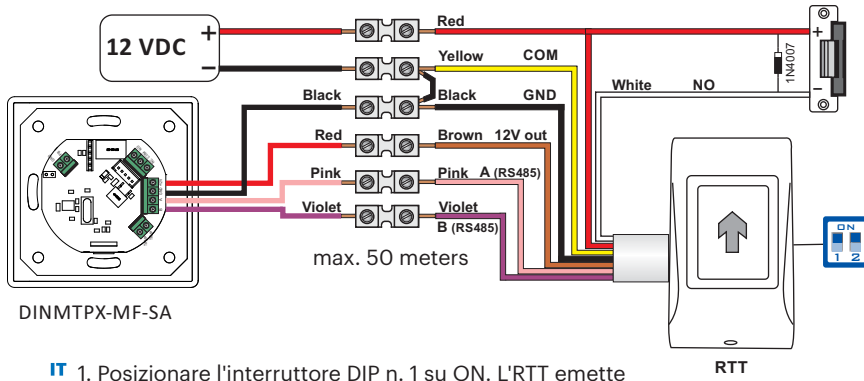 12 VDC
+
−
Red
Yellow COM
Black
Black GND
Red
Brown 12V out
Pink
Pink A (RS485)
Violet
Violet
B (RS485)
White NO
1N4007
+
−
max. 50 meters
ON
1 2
DINMTPX-MF-SA
RTT
IT 1. Posizionare l'interruttore DIP n. 1 su ON. L'RTT emette